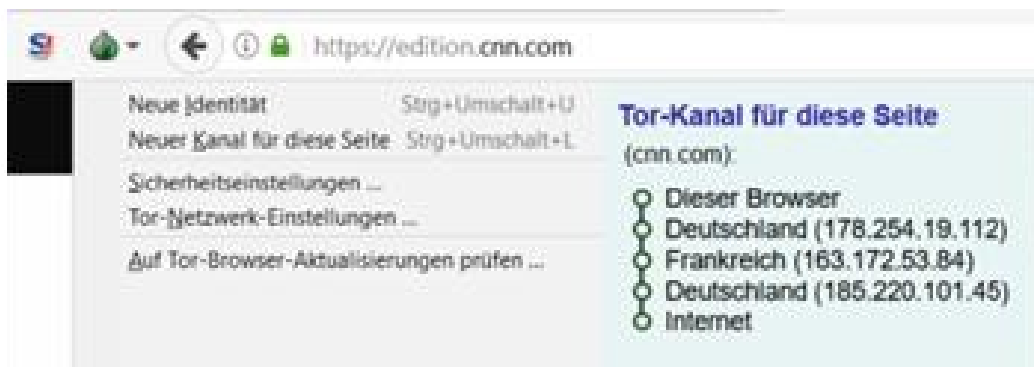 S
https://edition.cnn.com
Neue Identität Strg+Umschalt+U
Neuer Kanal für diese Seite Strg+Umschalt+L
Sicherheitseinstellungen ...
Tor-Netzwerk-Einstellungen ...
Auf Tor-Browser-Aktualisierungen prüfen ...
Tor-Kanal für diese Seite
(cnn.com):
Dieser Browser
Deutschland (178.254.19.112)
Frankreich (163.172.53.84)
Deutschland (185.220.101.45)
Internet